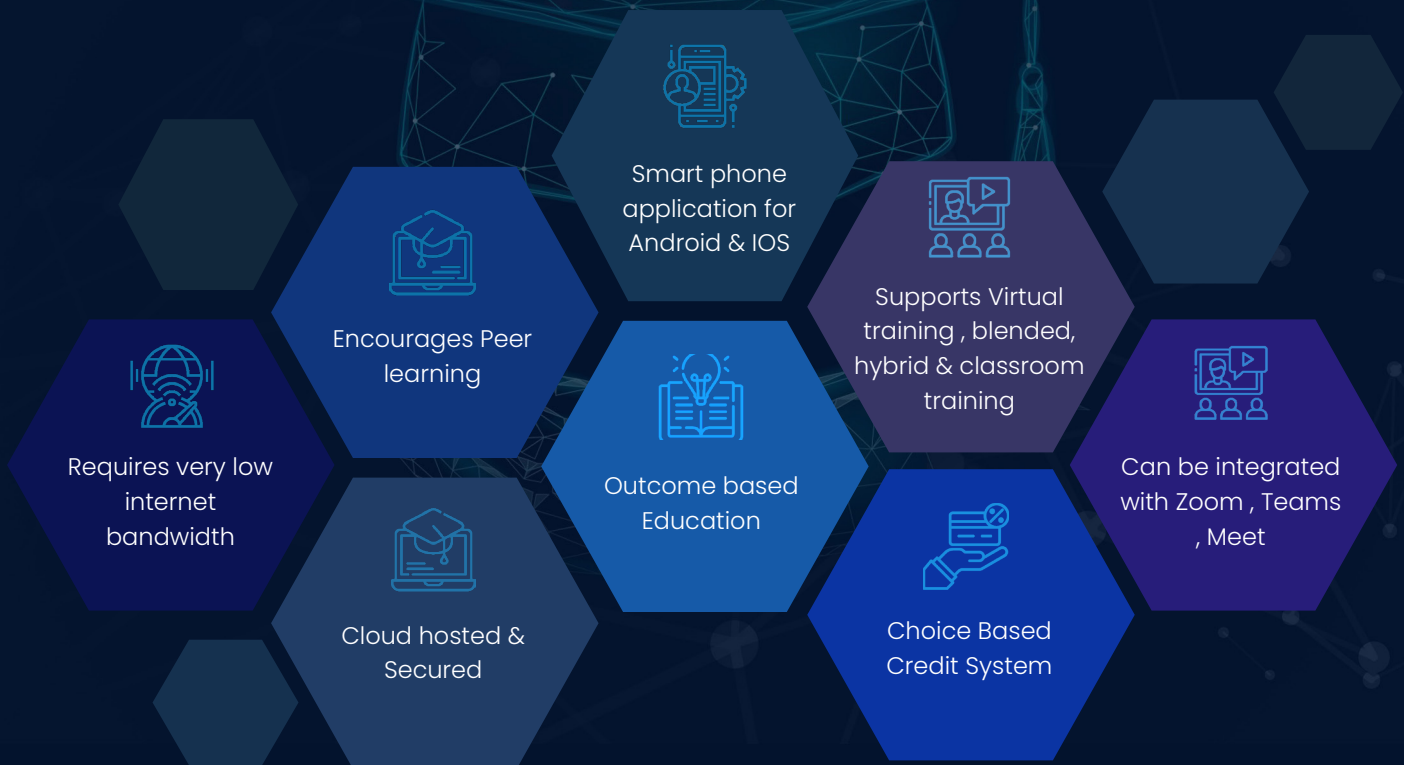 Smart phone
application for
Android & IOS
Encourages Peer
learning
Supports Virtual
training , blended,
hybrid & classroom
training
Requires very low
internet
bandwidth
Outcome based
Education
Can be integrated
with Zoom , Teams
, Meet
Cloud hosted &
Secured
Choice Based
Credit System